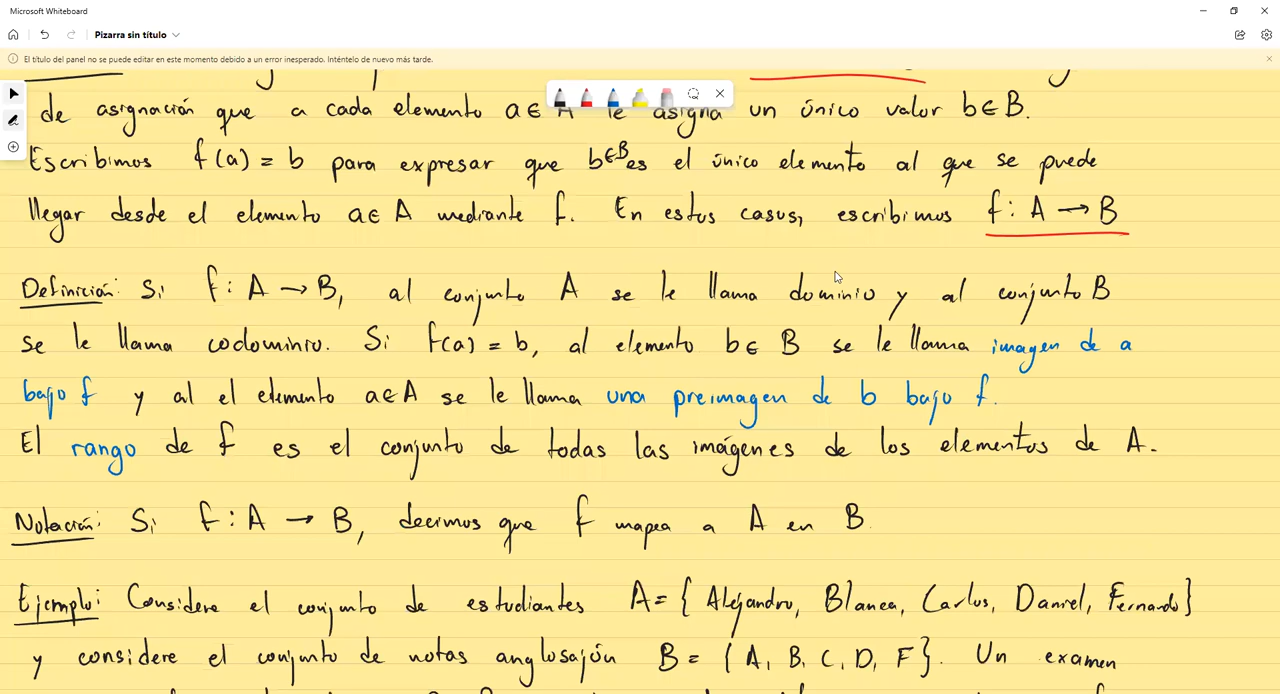 Microsoft Whiteboard
Pizarra sin título
El título del panel no se puede editar en este momento debido a un error inesperado. Inténtelo de nuevo más tarde.
de asignación que a cada elemento a ∈ A le asigna un único valor b ∈ B.
Escribimos f(a) = b para expresar que b ∈ B es el único elemento al que se puede
llegar desde el elemento a ∈ A mediante f. En estos casos, escribimos f: A → B
Definición: Si f: A → B, al conjunto A se le llama dominio y al conjunto B
se le llama codominio. Si f(a) = b, al elemento b ∈ B se le llama imagen de a
bajo f y al el elemento a ∈ A se le llama una preimagen de b bajo f.
El rango de f es el conjunto de todas las imágenes de los elementos de A.
Notación: Si f: A → B, decimos que f mapea a A en B.
Ejemplo: Considere el conjunto de estudiantes A = { Alejandro, Blanca, Carlos, Daniel, Fernando}
y considere el conjunto de notas anglosajón B = { A, B, C, D, F}. Un examen